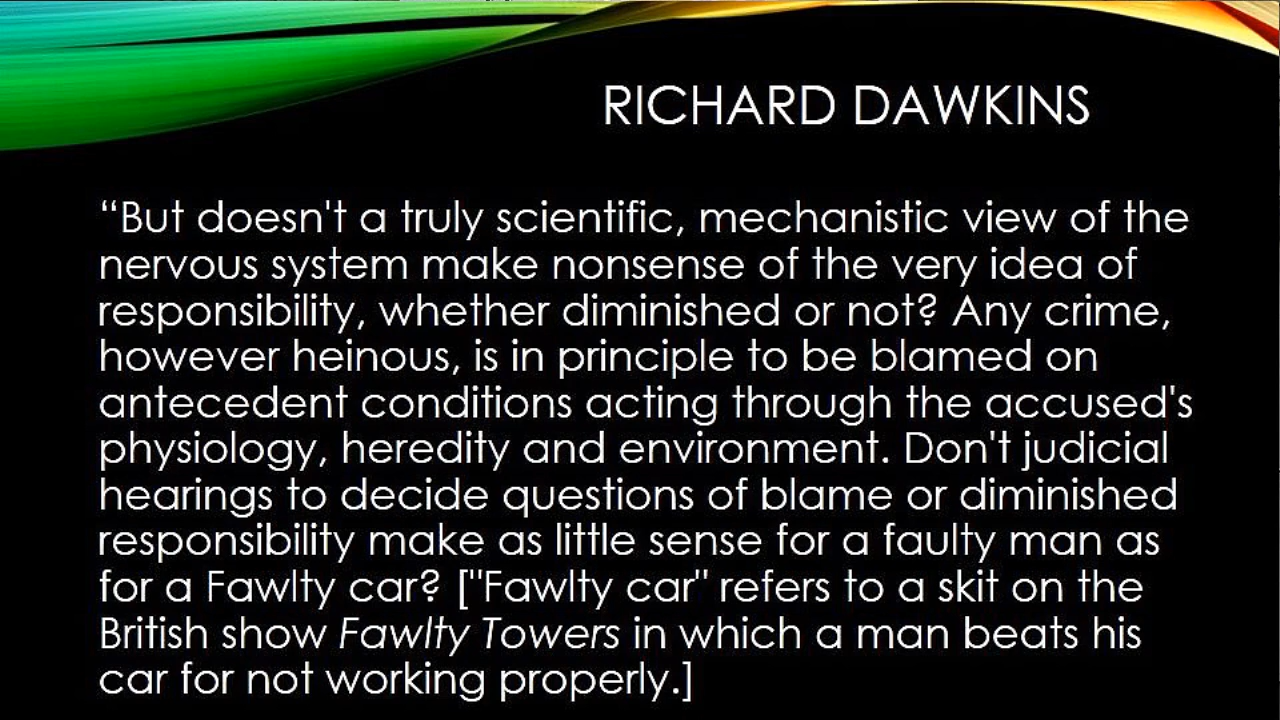 RICHARD DAWKINS
“But doesn't a truly scientific, mechanistic view of the
nervous system make nonsense of the very idea of
responsibility, whether diminished or not? Any crime,
however heinous, is in principle to be blamed on
antecedent conditions acting through the accused's
physiology, heredity and environment. Don't judicial
hearings to decide questions of blame or diminished
responsibility make as little sense for a faulty man as
for a Fawlty car? ["Fawlty car" refers to a skit on the
British show Fawlty Towers in which a man beats his
car for not working properly.]